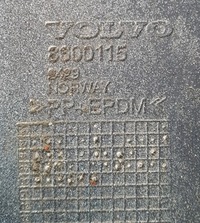 VOLVO
8600115
NORWAY
>PP+EPDM<